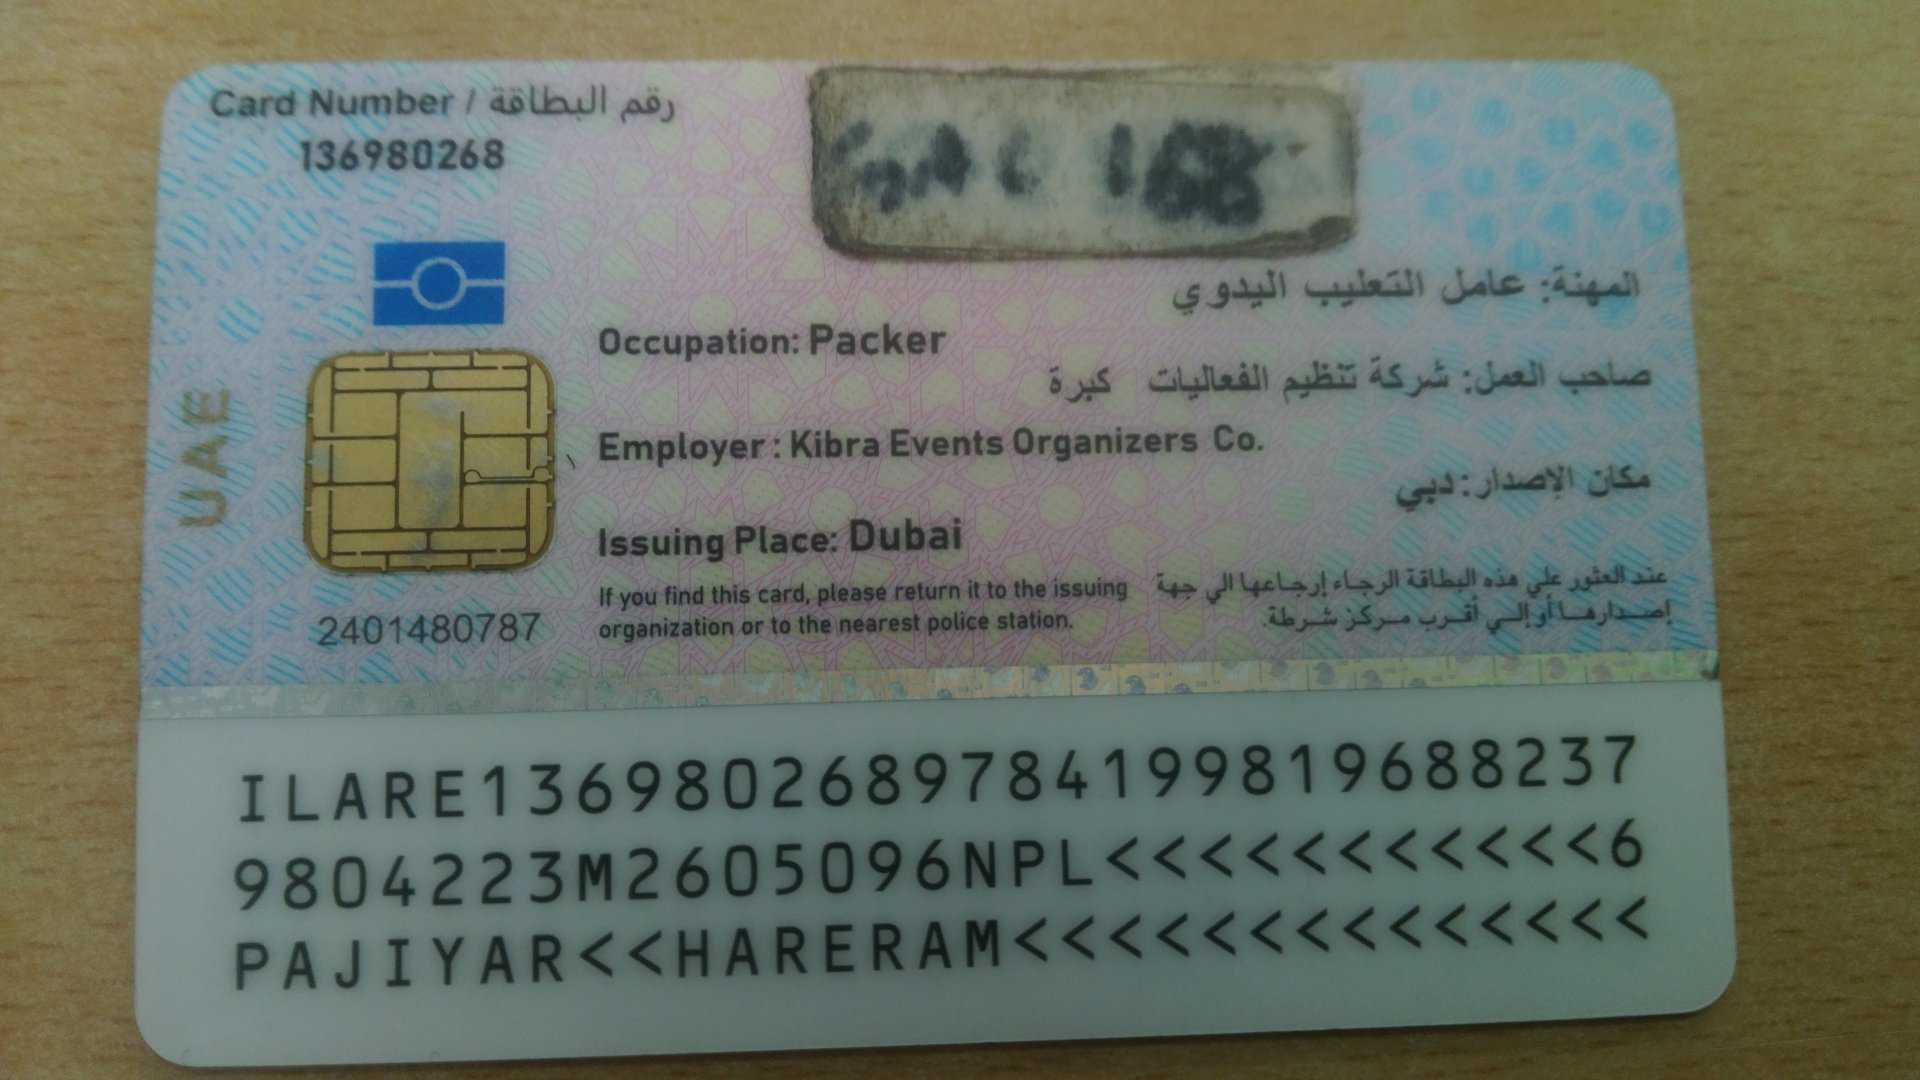 Card Number / رقم البطاقة
136980268
المهنة: عامل التعليب اليدوي
Occupation: Packer
صاحب العمل: شركة تنظيم الفعاليات كبرة
Employer : Kibra Events Organizers Co.
مكان الإصدار: دبي
Issuing Place: Dubai
UAE
If you find this card, please return it to the issuing
organization or to the nearest police station.
عند العثور علي هذه البطاقة الرجاء إرجاعها الي جهة
إصدارها أو إلي أقرب مركز شرطة.
2401480787
ILARE1369802689784199819688237
9804223M2605096NPL<<<<<<<<<<<6
PAJIYAR<<HARERAM<<<<<<<<<<<<<<